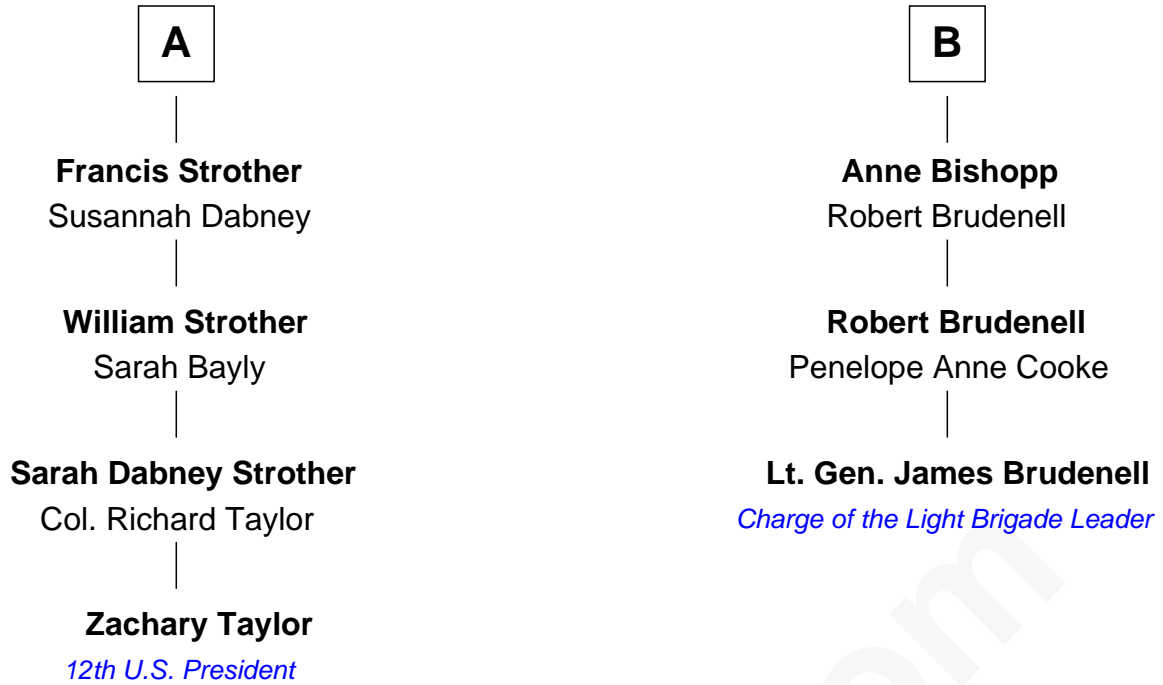 A
Francis Strother
Susannah Dabney
William Strother
Sarah Bayly
Sarah Dabney Strother
Col. Richard Taylor
Zachary Taylor
12th U.S. President
B
Anne Bishopp
Robert Brudenell
Robert Brudenell
Penelope Anne Cooke
Lt. Gen. James Brudenell
Charge of the Light Brigade Leader